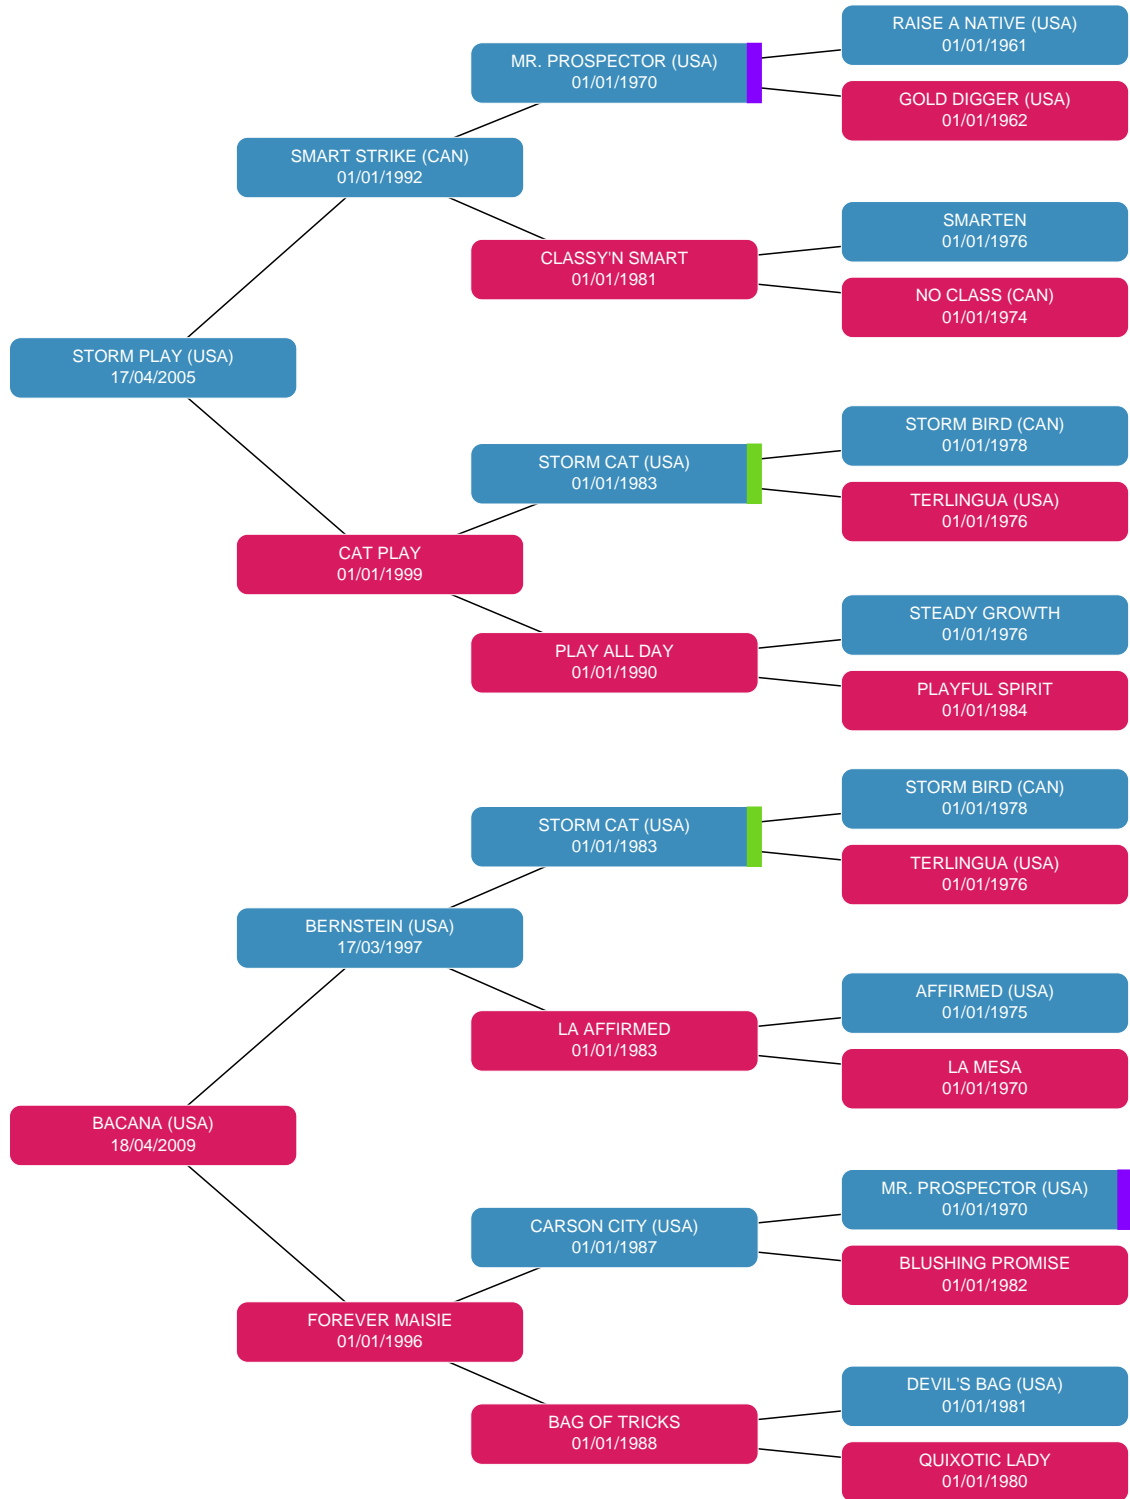 RAISE A NATIVE (USA)
01/01/1961
MR. PROSPECTOR (USA)
01/01/1970
GOLD DIGGER (USA)
01/01/1962
SMART STRIKE (CAN)
01/01/1992
SMARTEN
01/01/1976
CLASSY'N SMART
01/01/1981
NO CLASS (CAN)
01/01/1974
STORM PLAY (USA)
17/04/2005
STORM BIRD (CAN)
01/01/1978
STORM CAT (USA)
01/01/1983
TERLINGUA (USA)
01/01/1976
CAT PLAY
01/01/1999
STEADY GROWTH
01/01/1976
PLAY ALL DAY
01/01/1990
PLAYFUL SPIRIT
01/01/1984
STORM BIRD (CAN)
01/01/1978
STORM CAT (USA)
01/01/1983
TERLINGUA (USA)
01/01/1976
BERNSTEIN (USA)
17/03/1997
AFFIRMED (USA)
01/01/1975
LA AFFIRMED
01/01/1983
LA MESA
01/01/1970
BACANA (USA)
18/04/2009
MR. PROSPECTOR (USA)
01/01/1970
CARSON CITY (USA)
01/01/1987
BLUSHING PROMISE
01/01/1982
FOREVER MAISIE
01/01/1996
DEVIL'S BAG (USA)
01/01/1981
BAG OF TRICKS
01/01/1988
QUIXOTIC LADY
01/01/1980